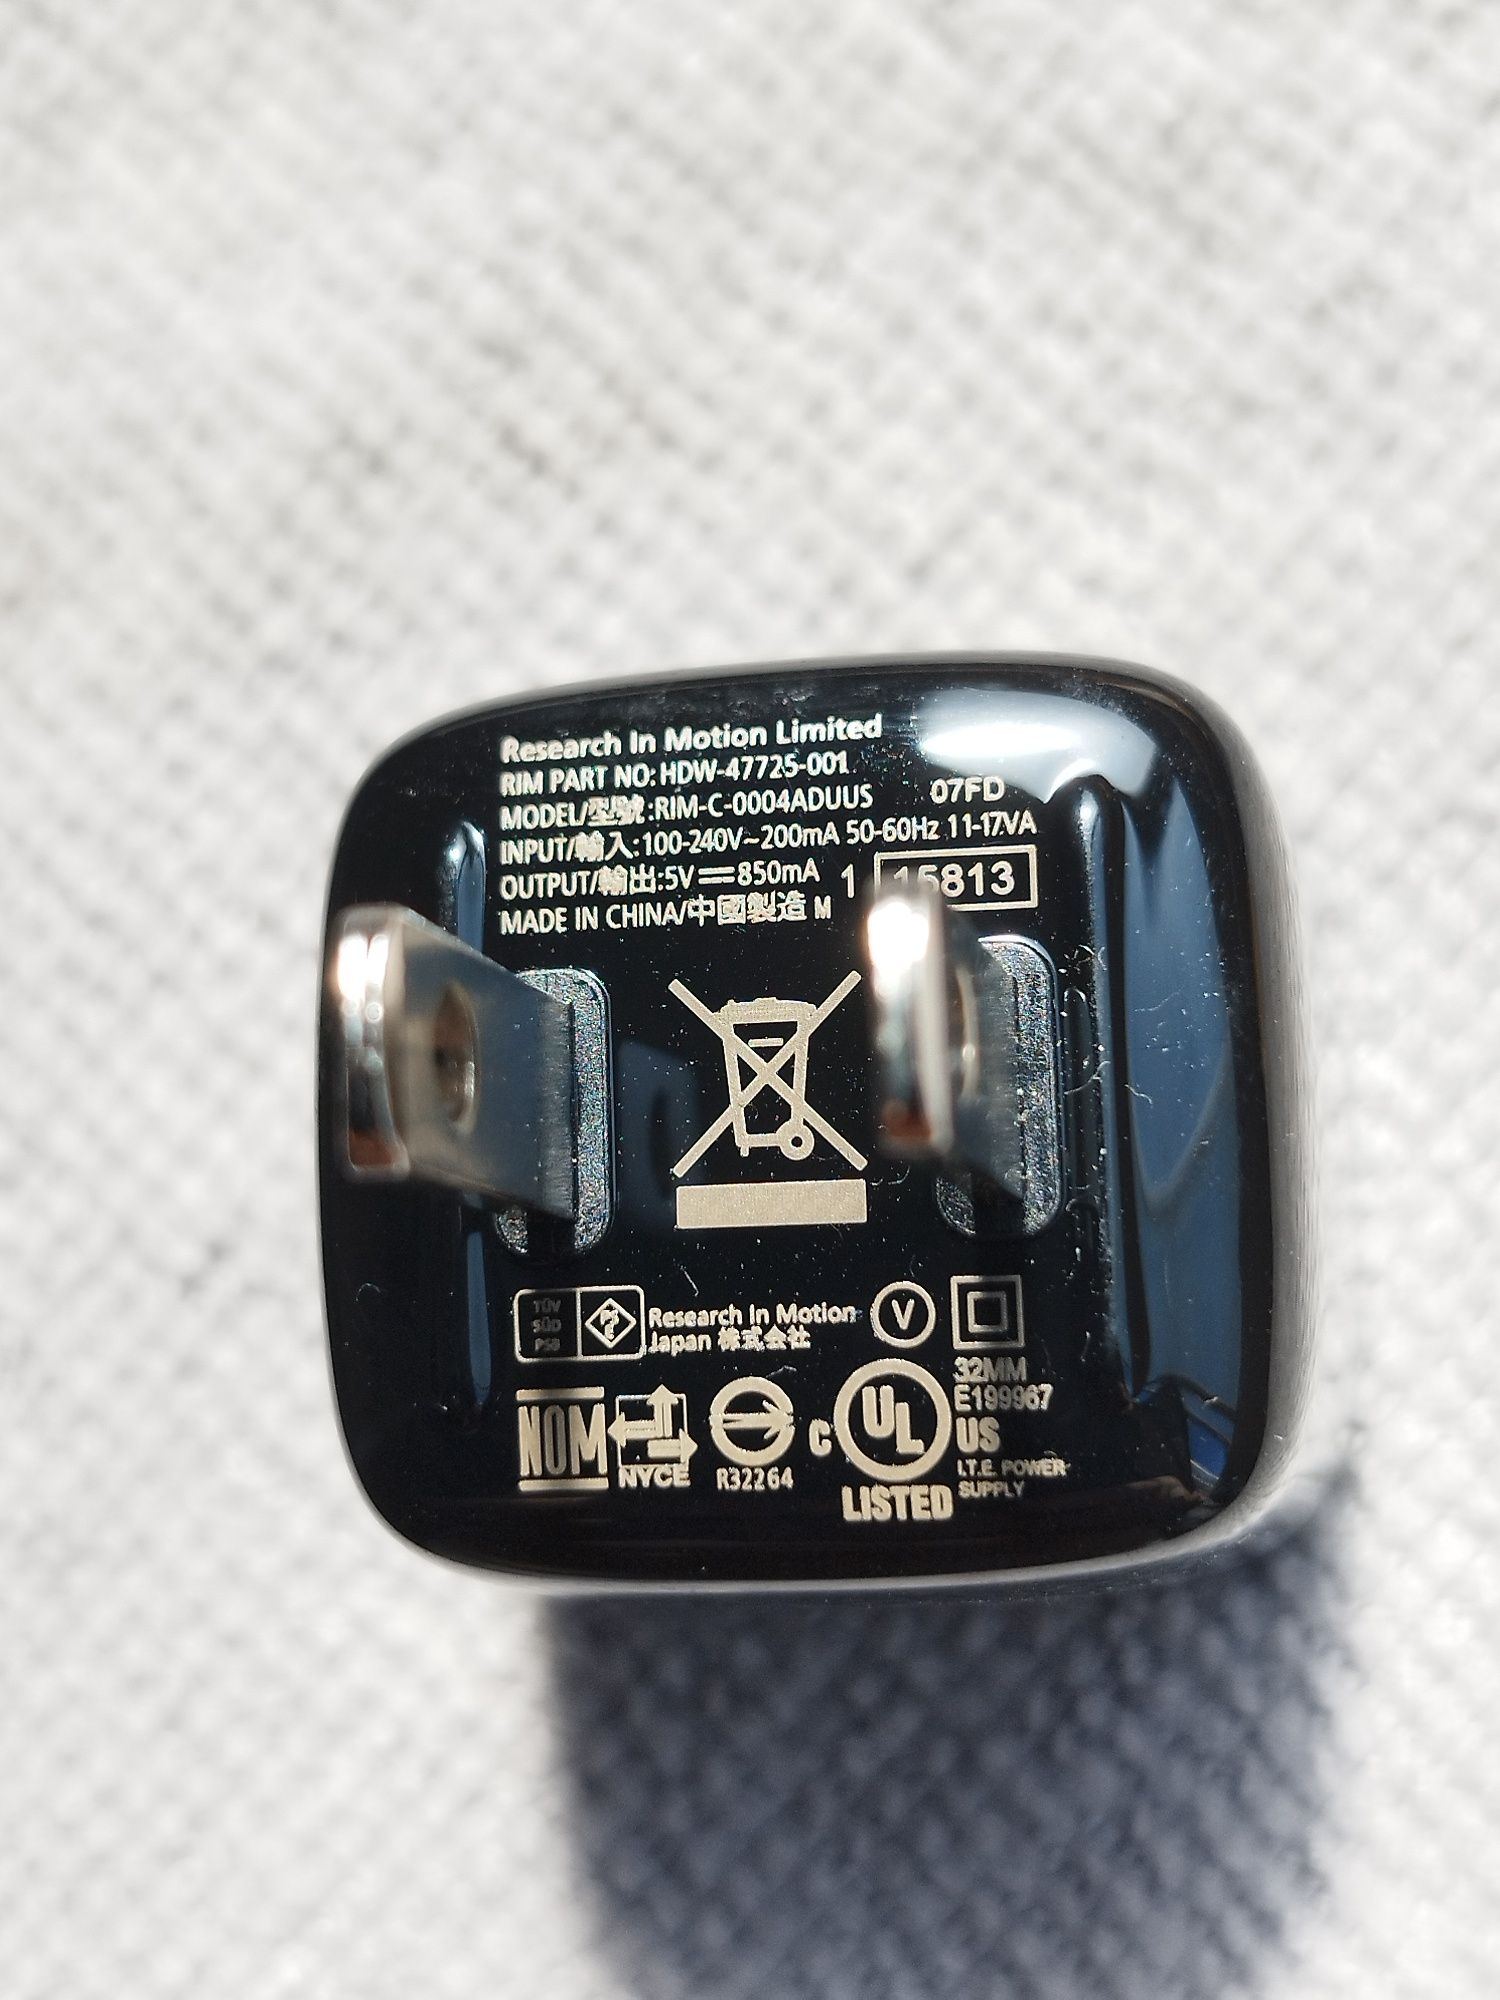 Research In Motion Limited
RIM PART NO: HDW-47725-001
MODEL/型號:RIM-C-0004ADUUS 07FD
INPUT/輸入:100-240V~200mA 50-60Hz 11-17VA
OUTPUT/輸出:5V⎓850mA 1 15813
MADE IN CHINA/中國製造 M
TÜV
SÜD
PSB
PS
E
Research In Motion
Japan 株式会社
V
32MM
E199967
NOM
NYCE
R32264
C UL US
LISTED
I.T.E. POWER
SUPPLY